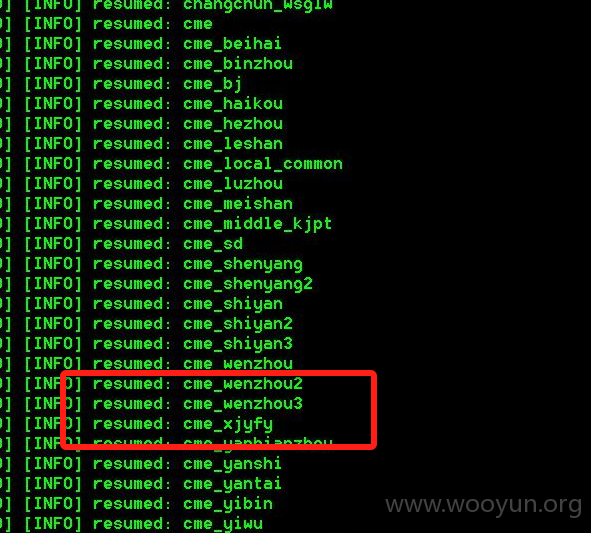 ] [INFO] resumed: changchun_wsglw
] [INFO] resumed: cme
] [INFO] resumed: cme_beihai
] [INFO] resumed: cme_binzhou
] [INFO] resumed: cme_bj
] [INFO] resumed: cme_haikou
] [INFO] resumed: cme_hezhou
] [INFO] resumed: cme_leshan
] [INFO] resumed: cme_local_common
] [INFO] resumed: cme_luzhou
] [INFO] resumed: cme_meishan
] [INFO] resumed: cme_middle_kjpt
] [INFO] resumed: cme_sd
] [INFO] resumed: cme_shenyang
] [INFO] resumed: cme_shenyang2
] [INFO] resumed: cme_shiyan
] [INFO] resumed: cme_shiyan2
] [INFO] resumed: cme_shiyan3
] [INFO] resumed: cme_wenzhou
] [INFO] resumed: cme_wenzhou2
] [INFO] resumed: cme_wenzhou3
] [INFO] resumed: cme_xjyfy
] [INFO] resumed: cme_yanbianzhou
] [INFO] resumed: cme_yanshi
] [INFO] resumed: cme_yantai
] [INFO] resumed: cme_yibin
] [INFO] resumed: cme_yiwu
www.wooyun.org